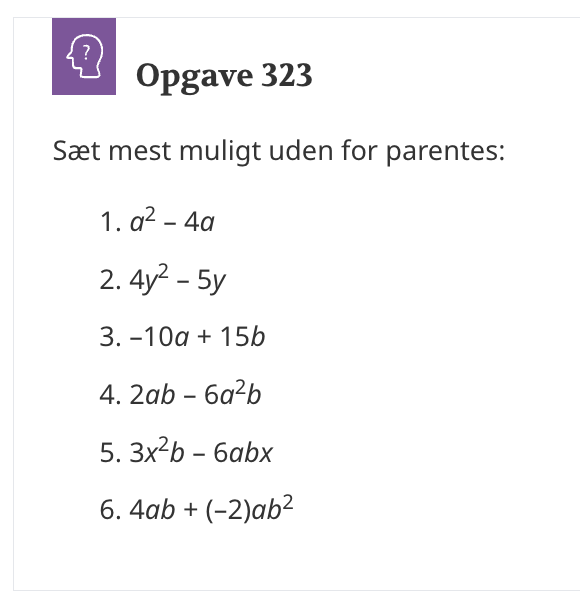 ?
Opgave 323
Sæt mest muligt uden for parentes:
1. a² – 4a
2. 4y² – 5y
3. –10a + 15b
4. 2ab – 6a²b
5. 3x²b – 6abx
6. 4ab + (–2)ab²